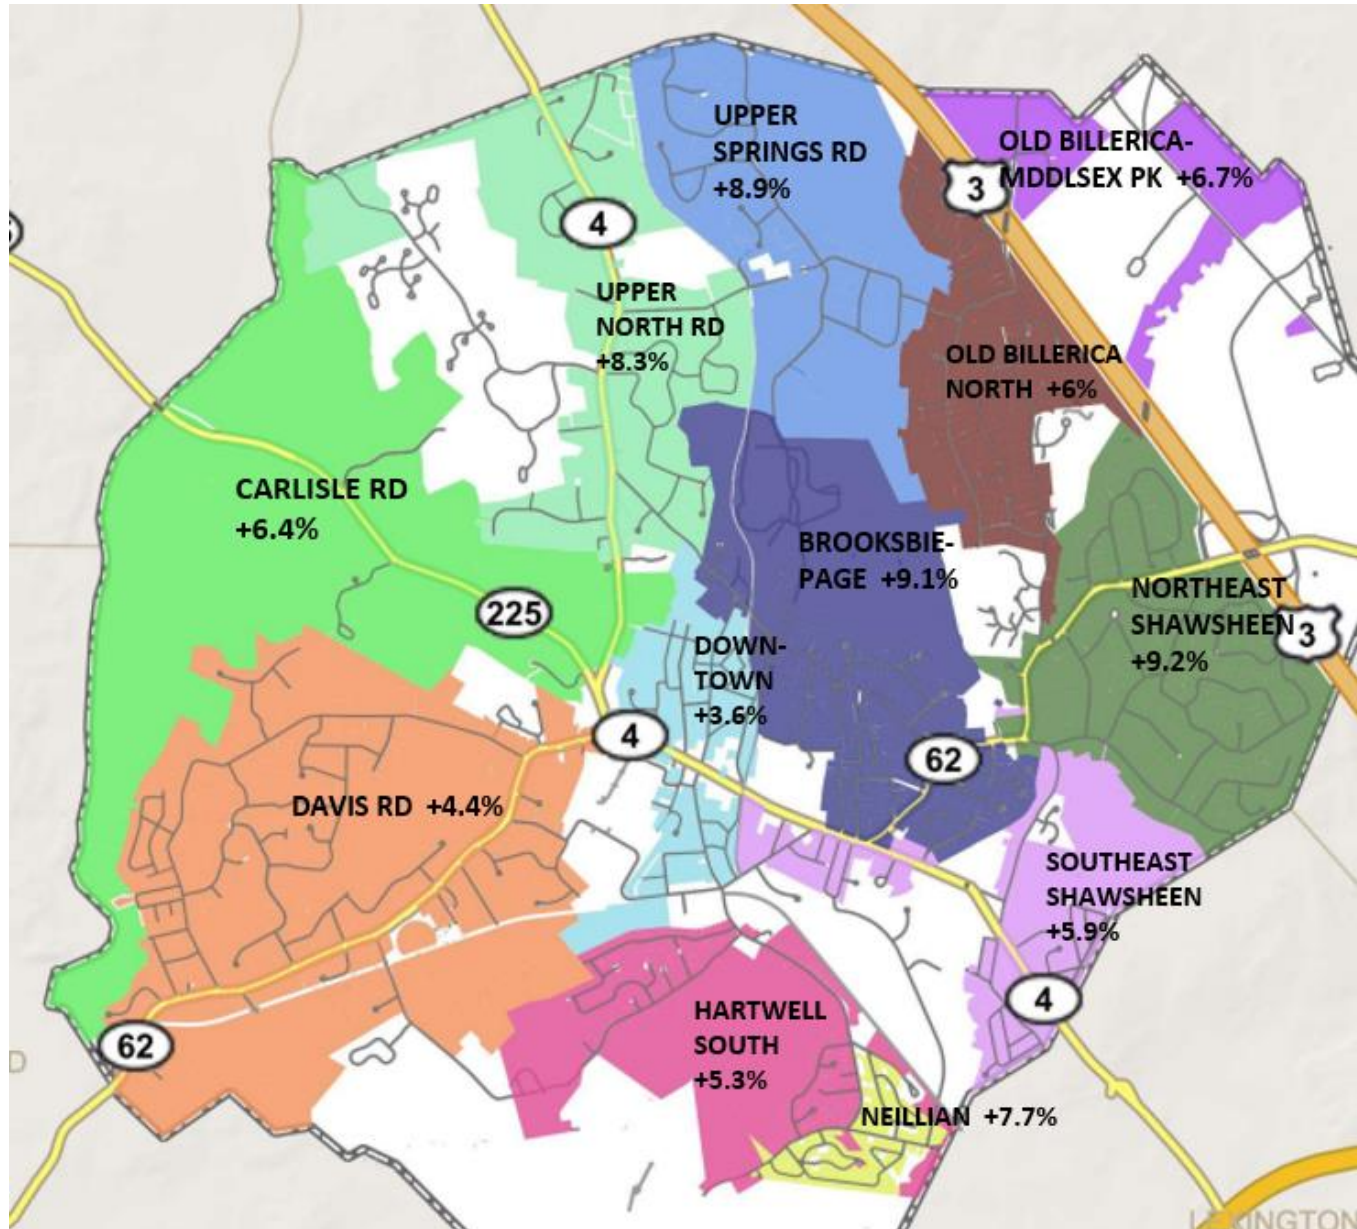 UPPER
SPRINGS RD
+8.9%
OLD BILLERICA-
MDDLSEX PK +6.7%
3
4
UPPER
NORTH RD
+8.3%
OLD BILLERICA
NORTH +6%
CARLISLE RD
+6.4%
BROOKSBIE-
PAGE +9.1%
NORTHEAST
SHAWSHEEN
+9.2%
3
225
DOWN-
TOWN
+3.6%
4
62
DAVIS RD +4.4%
SOUTHEAST
SHAWSHEEN
+5.9%
4
HARTWELL
SOUTH
+5.3%
62
NEILLIAN +7.7%
LEXINGTON